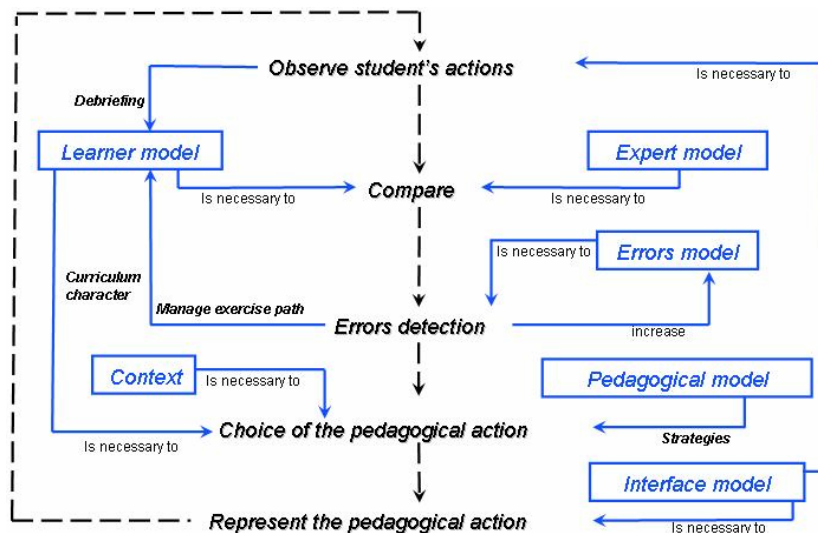 Observe student's actions
Is necessary to
Debriefing
Learner model
Expert model
Compare
Is necessary to
Is necessary to
Is necessary to
Errors model
Curriculum
character
Manage exercise path
Errors detection
increase
Context
Is necessary to
Pedagogical model
Choice of the pedagogical action
Is necessary to
Strategies
Interface model
Represent the pedagogical action
Is necessary to